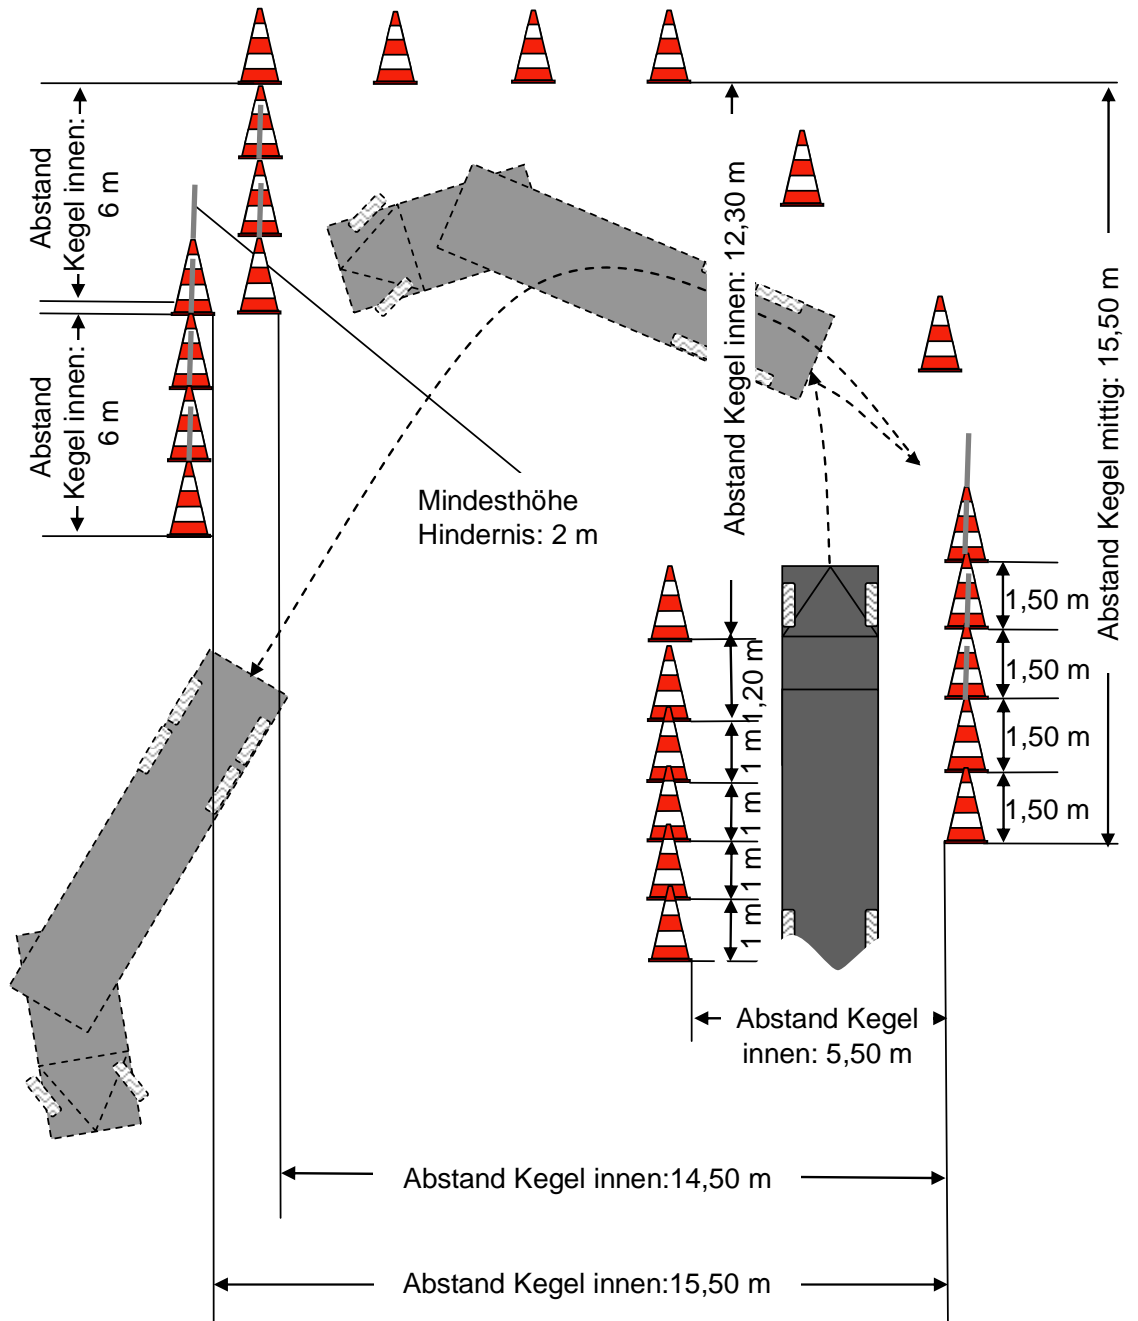 Abstand
Kegel innen:
6 m
Abstand
Kegel innen:
6 m
Mindesthöhe
Hindernis: 2 m
Abstand Kegel innen: 12,30 m
Abstand Kegel mittig: 15,50 m
1,50 m
1,50 m
1,50 m
1,50 m
1,20 m
1 m
1 m
1 m
1 m
Abstand Kegel
innen: 5,50 m
Abstand Kegel innen:14,50 m
Abstand Kegel innen:15,50 m